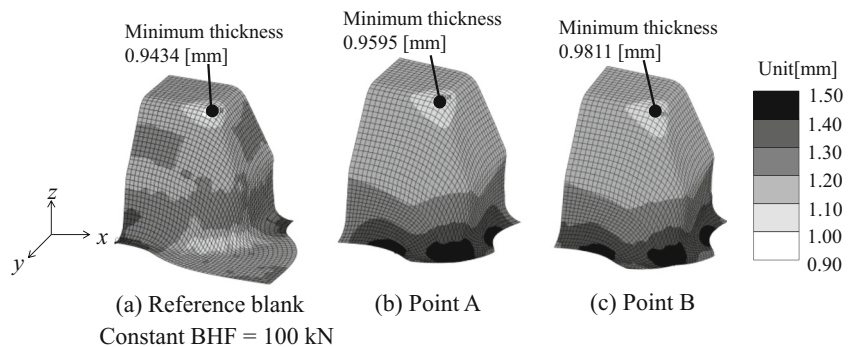 Minimum thickness
0.9434 [mm]
Minimum thickness
0.9595 [mm]
Minimum thickness
0.9811 [mm]
Unit[mm]
1.50
1.40
1.30
1.20
1.10
1.00
0.90
z
x
y
(a) Reference blank
Constant BHF = 100 kN
(b) Point A
(c) Point B